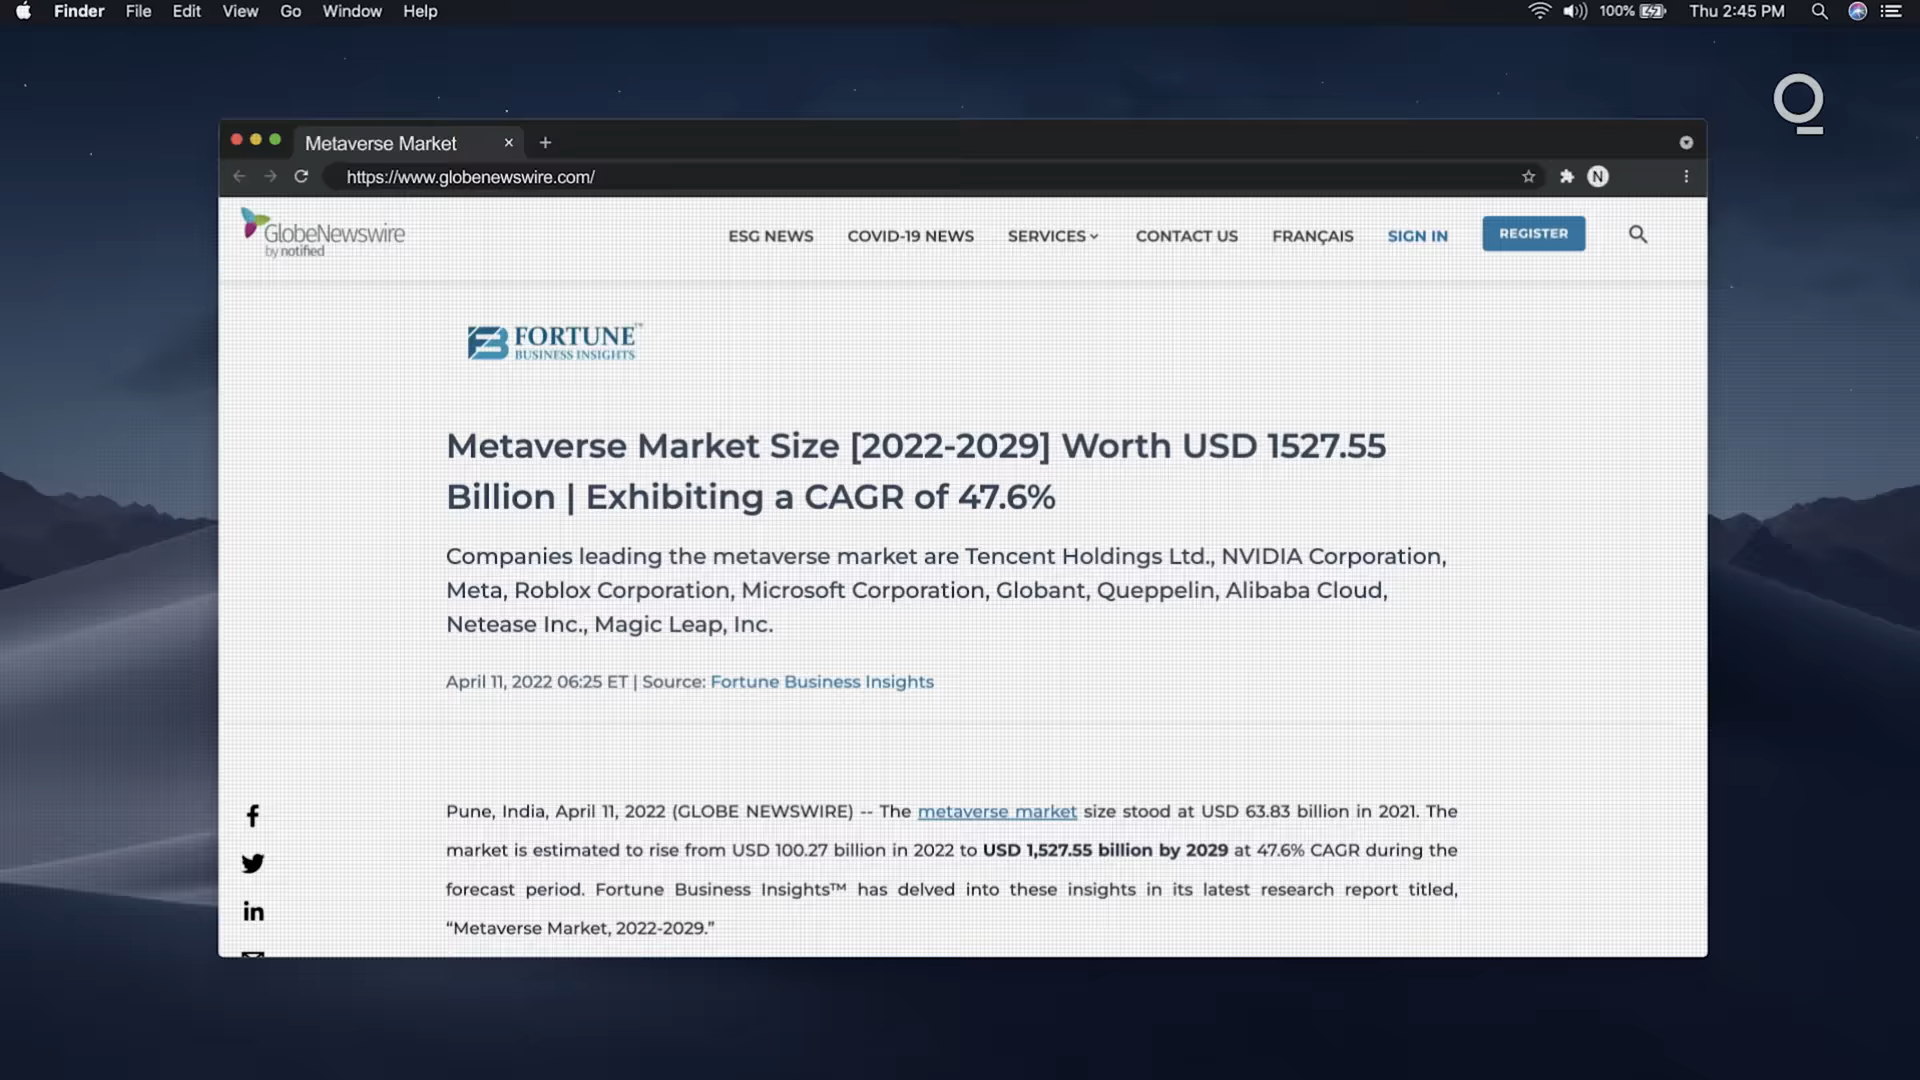 Finder File Edit View Go Window Help 100% Thu 2:45 PM
Metaverse Market
https://www.globenewswire.com/
N
GlobeNewswire
by notified
ESG NEWS COVID-19 NEWS SERVICES CONTACT US FRANÇAIS SIGN IN REGISTER
FORTUNE™
BUSINESS INSIGHTS
Metaverse Market Size [2022-2029] Worth USD 1527.55
Billion | Exhibiting a CAGR of 47.6%
Companies leading the metaverse market are Tencent Holdings Ltd., NVIDIA Corporation,
Meta, Roblox Corporation, Microsoft Corporation, Globant, Queppelin, Alibaba Cloud,
Netease Inc., Magic Leap, Inc.
April 11, 2022 06:25 ET | Source: Fortune Business Insights
Pune, India, April 11, 2022 (GLOBE NEWSWIRE) -- The metaverse market size stood at USD 63.83 billion in 2021. The
market is estimated to rise from USD 100.27 billion in 2022 to USD 1,527.55 billion by 2029 at 47.6% CAGR during the
forecast period. Fortune Business Insights™ has delved into these insights in its latest research report titled,
“Metaverse Market, 2022-2029.”